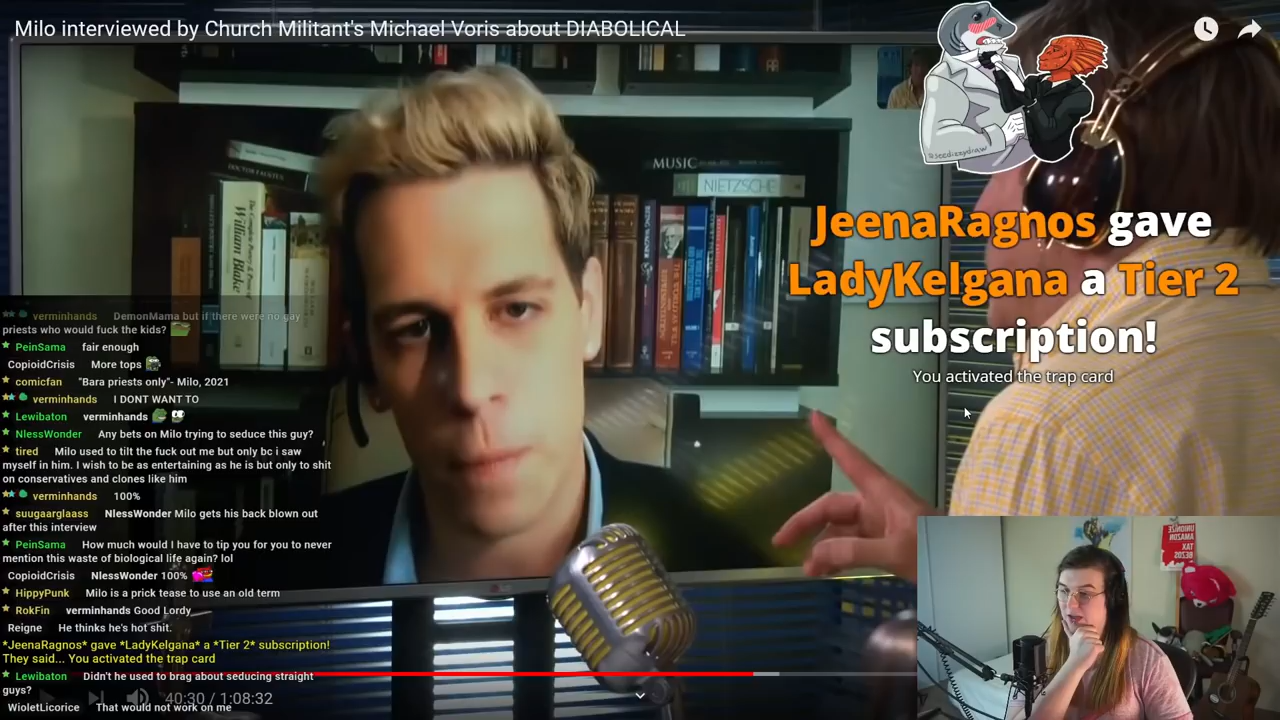 Milo interviewed by Church Militant's Michael Voris about DIABOLICAL
@seedizzydraw
MUSIC
NIETZSCHE
DOCTOR FAUSTUS
William Blake
JeenaRagnos gave
LadyKelgana a Tier 2
subscription!
You activated the trap card
verminhands DemonMama but if there were no gay
priests who would fuck the kids?
PeinSama fair enough
CopioidCrisis More tops
comicfan "Bara priests only"- Milo, 2021
verminhands I DONT WANT TO
Lewibaton verminhands
NlessWonder Any bets on Milo trying to seduce this guy?
tired Milo used to tilt the fuck out me but only bc i saw
myself in him. I wish to be as entertaining as he is but only to shit
on conservatives and clones like him
verminhands 100%
suugaarglaass NlessWonder Milo gets his back blown out
after this interview
PeinSama How much would I have to tip you for you to never
mention this waste of biological life again? lol
CopioidCrisis NlessWonder 100%
HippyPunk Milo is a prick tease to use an old term
RokFin verminhands Good Lordy
Reigne He thinks he's hot shit.
*JeenaRagnos* gave *LadyKelgana* a *Tier 2* subscription!
They said... You activated the trap card
Lewibaton Didn't he used to brag about seducing straight
guys?
WioletLicorice That would not work on me
40:30 / 1:08:32
UNIONIZE
AMAZON
TAX
BEZOS